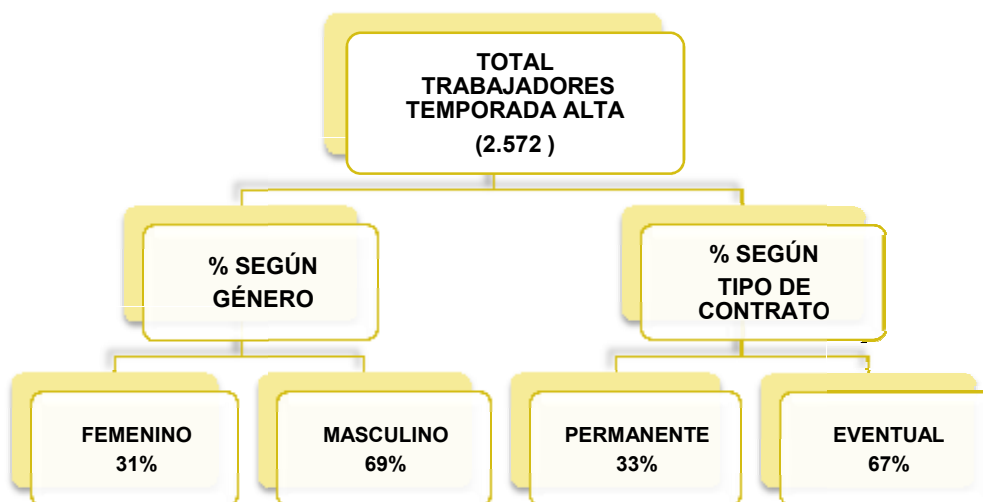 TOTAL
TRABAJADORES
TEMPORADA ALTA
(2.572 )
% SEGÚN
GÉNERO
% SEGÚN
TIPO DE
CONTRATO
FEMENINO
31%
MASCULINO
69%
PERMANENTE
33%
EVENTUAL
67%